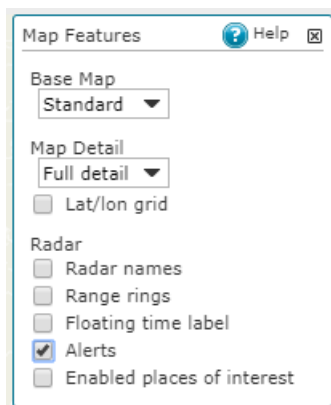 Map Features ? Help
Base Map
Standard
Map Detail
Full detail
Lat/lon grid
Radar
Radar names
Range rings
Floating time label
Alerts
Enabled places of interest